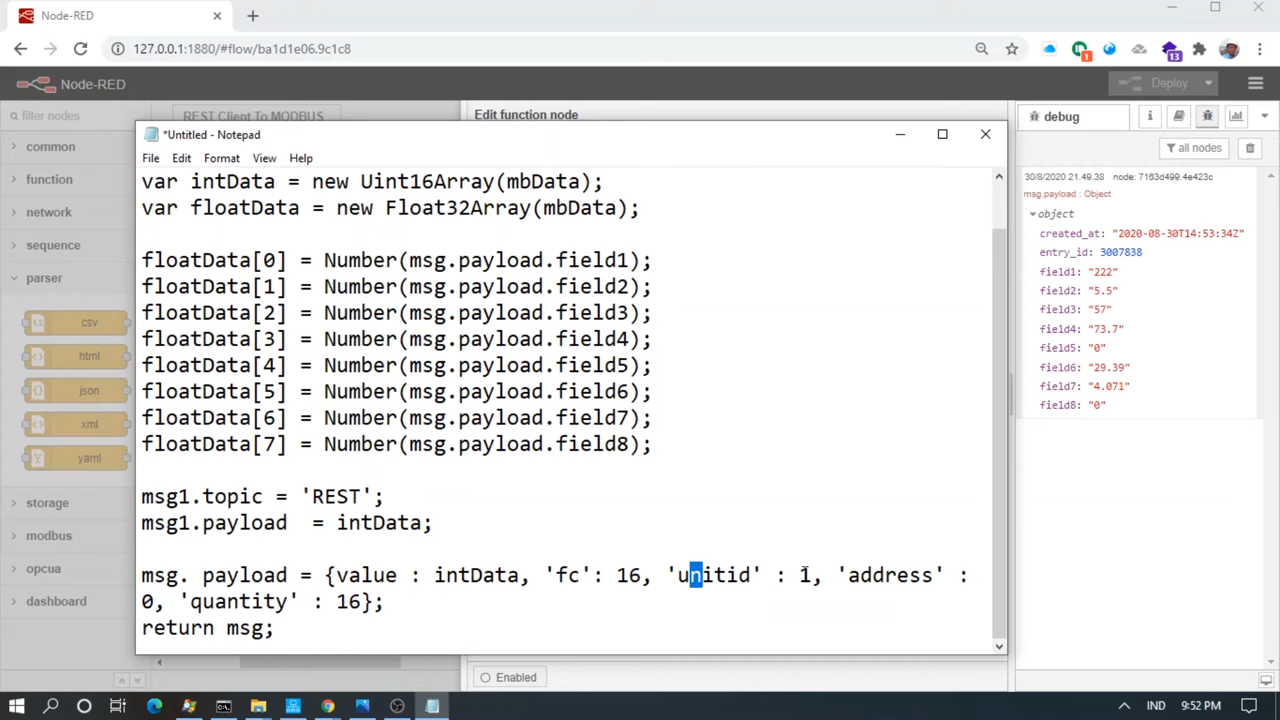 Node-RED
127.0.0.1:1880/#flow/ba1d1e06.9c1c8
1
13
Node-RED
Deploy
filter nodes
REST Client To MODBUS
Edit function node
debug
i
*Untitled - Notepad
common
File Edit Format View Help
all nodes
var intData = new Uint16Array(mbData);
30/8/2020 21.49.38 node: 7163d499.4e423c
function
msg.payload : Object
var floatData = new Float32Array(mbData);
network
object
created_at: "2020-08-30T14:53:34Z"
sequence
entry_id: 3007838
floatData[0] = Number(msg.payload.field1);
field1: "222"
parser
floatData[1] = Number(msg.payload.field2);
field2: "5.5"
floatData[2] = Number(msg.payload.field3);
field3: "57"
csv
field4: "73.7"
floatData[3] = Number(msg.payload.field4);
field5: "0"
html
floatData[4] = Number(msg.payload.field5);
field6: "29.39"
floatData[5] = Number(msg.payload.field6);
field7: "4.071"
json
field8: "0"
floatData[6] = Number(msg.payload.field7);
xml
floatData[7] = Number(msg.payload.field8);
yaml
msg1.topic = 'REST';
storage
msg1.payload  = intData;
modbus
msg. payload = {value : intData, 'fc': 16, 'unitid' : 1, 'address' :
opcua
0, 'quantity' : 16};
dashboard
return msg;
Enabled
IND 9:52 PM